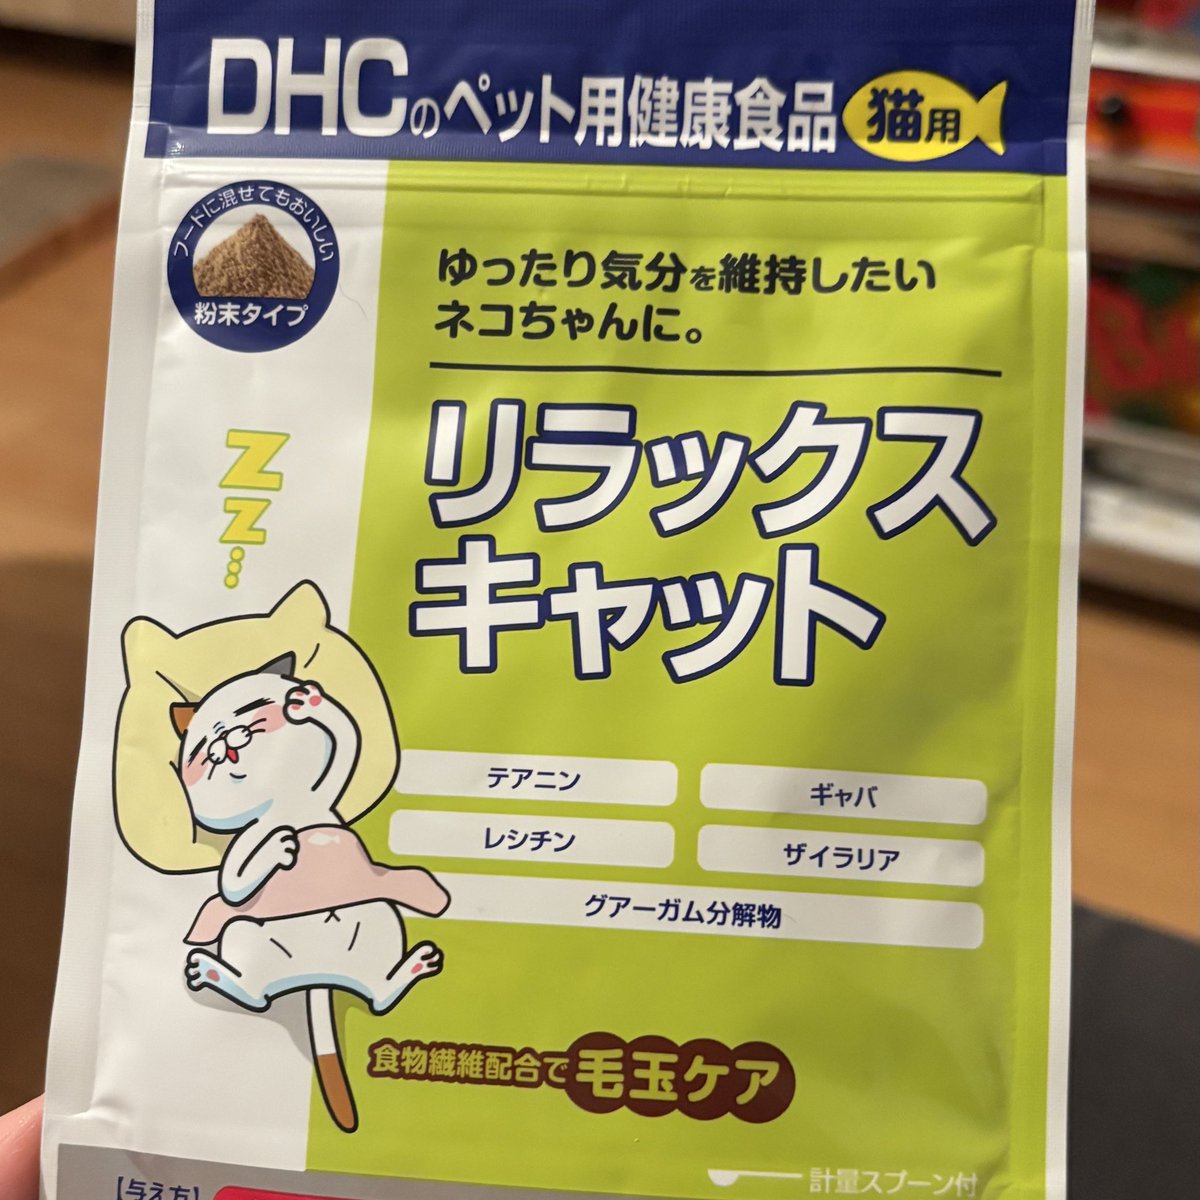 DHCのペット用健康食品 猫用
フードに混ぜてもおいしい
粉末タイプ
ゆったり気分を維持したい
ネコちゃんに。
リラックス
キャット
ZZ...
テアニン
ギャバ
レシチン
ザイラリア
グアーガム分解物
食物繊維配合で毛玉ケア
計量スプーン付
【与え方】